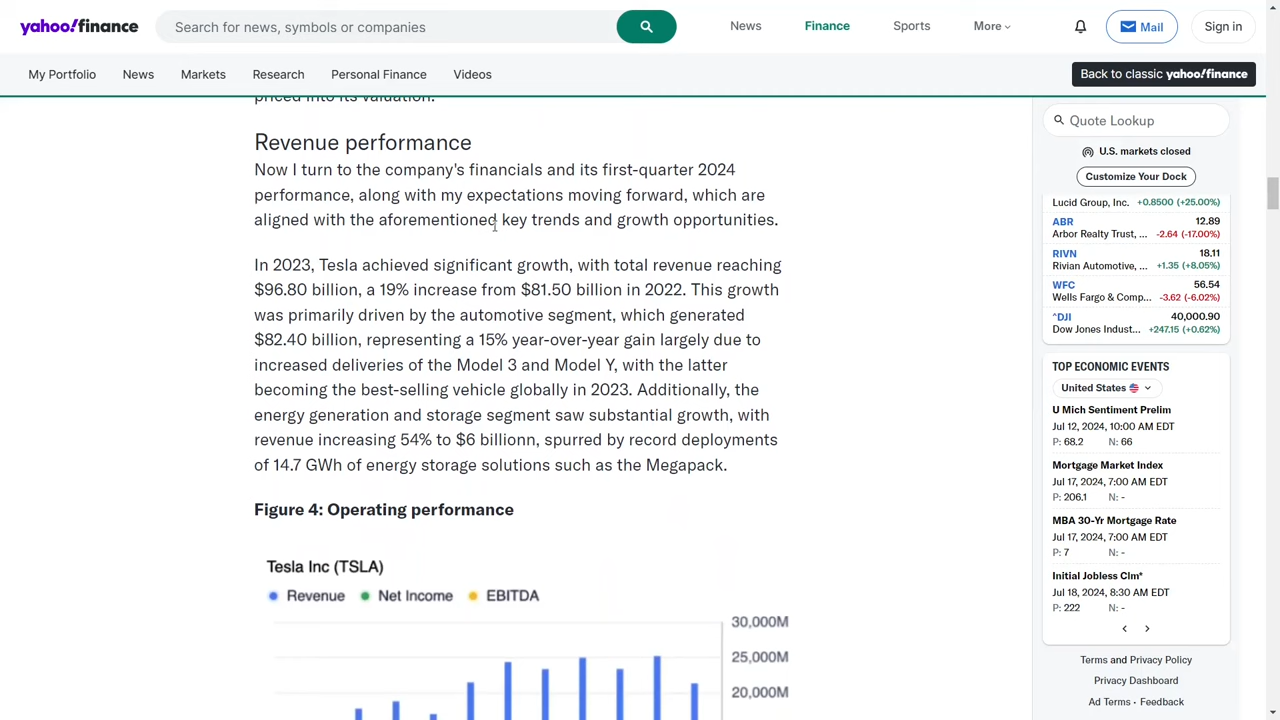 yahoo!finance
Search for news, symbols or companies
News
Finance
Sports
More
Mail
Sign in
My Portfolio
News
Markets
Research
Personal Finance
Videos
Back to classic yahoo!finance
priced into its valuation.
Revenue performance
Now I turn to the company's financials and its first-quarter 2024
performance, along with my expectations moving forward, which are
aligned with the aforementioned key trends and growth opportunities.
In 2023, Tesla achieved significant growth, with total revenue reaching
$96.80 billion, a 19% increase from $81.50 billion in 2022. This growth
was primarily driven by the automotive segment, which generated
$82.40 billion, representing a 15% year-over-year gain largely due to
increased deliveries of the Model 3 and Model Y, with the latter
becoming the best-selling vehicle globally in 2023. Additionally, the
energy generation and storage segment saw substantial growth, with
revenue increasing 54% to $6 billionn, spurred by record deployments
of 14.7 GWh of energy storage solutions such as the Megapack.
Figure 4: Operating performance
Tesla Inc (TSLA)
Revenue
Net Income
EBITDA
30,000M
25,000M
20,000M
Quote Lookup
U.S. markets closed
Customize Your Dock
Lucid Group, Inc. +0.8500 (+25.00%)
ABR 12.89
Arbor Realty Trust, ... -2.64 (-17.00%)
RIVN 18.11
Rivian Automotive, ... +1.35 (+8.05%)
WFC 56.54
Wells Fargo & Comp... -3.62 (-6.02%)
^DJI 40,000.90
Dow Jones Indust... +247.15 (+0.62%)
TOP ECONOMIC EVENTS
United States
U Mich Sentiment Prelim
Jul 12, 2024, 10:00 AM EDT
P: 68.2 N: 66
Mortgage Market Index
Jul 17, 2024, 7:00 AM EDT
P: 206.1 N: -
MBA 30-Yr Mortgage Rate
Jul 17, 2024, 7:00 AM EDT
P: 7 N: -
Initial Jobless Clm*
Jul 18, 2024, 8:30 AM EDT
P: 222 N: -
Terms and Privacy Policy
Privacy Dashboard
Ad Terms • Feedback